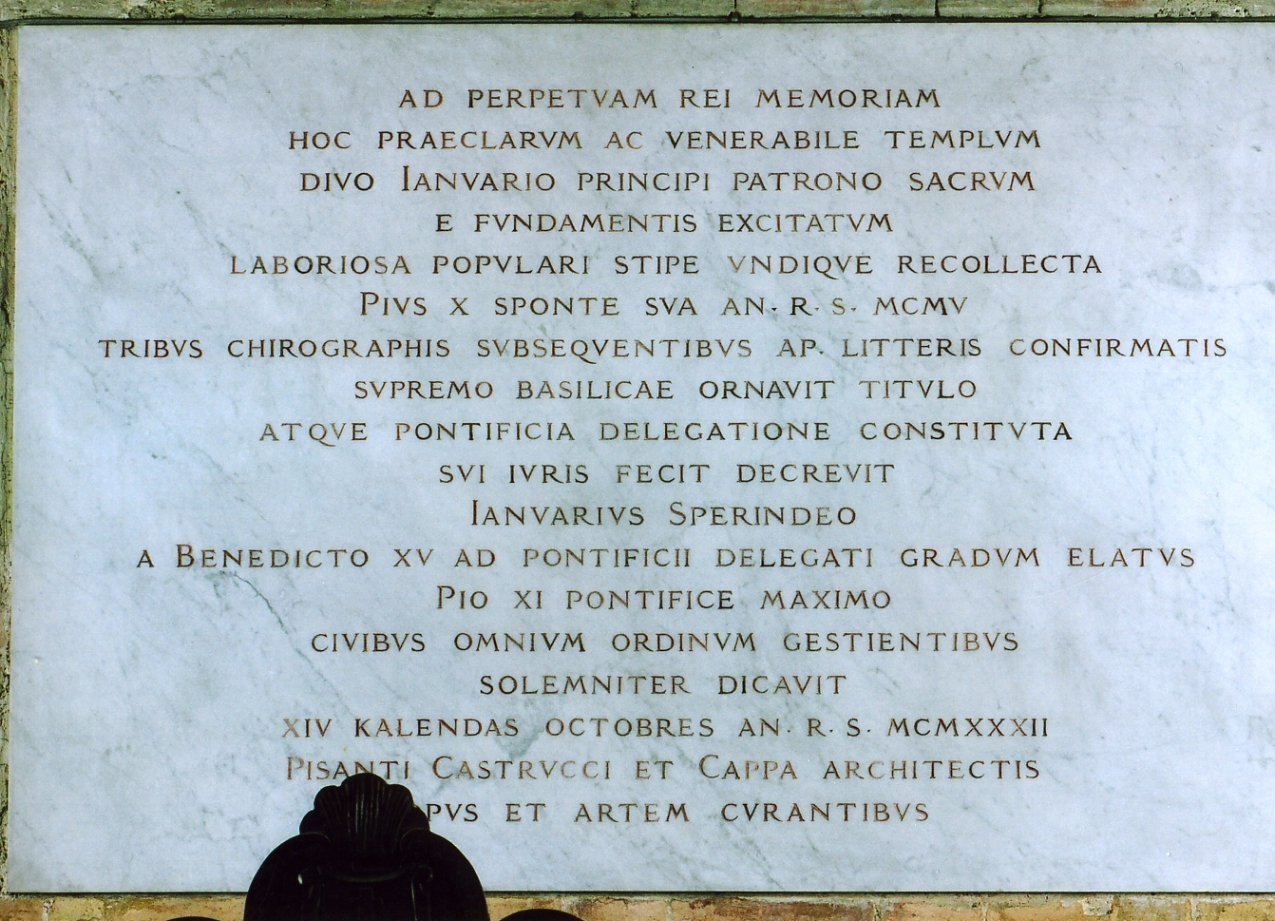 AD PERPETVAM REI MEMORIAM
HOC PRAECLARVM AC VENERABILE TEMPLVM
DIVO IANVARIO PRINCIPI PATRONO SACRVM
E FVNDAMENTIS EXCITATVM
LABORIOSA POPVLARI STIPE VNDIQVE RECOLLECTA
PIVS X SPONTE SVA AN· R· S· MCMV
TRIBVS CHIROGRAPHIS SVBSEQVENTIBVS AP· LITTERIS CONFIRMATIS
SVPREMO BASILICAE ORNAVIT TITVLO
ATQVE PONTIFICIA DELEGATIONE CONSTITVTA
SVI IVRIS FECIT DECREVIT
IANVARIVS SPERINDEO
A BENEDICTO XV AD PONTIFICII DELEGATI GRADVM ELATVS
PIO XI PONTIFICE MAXIMO
CIVIBVS OMNIVM ORDINVM GESTIENTIBVS
SOLEMNITER DICAVIT
XIV KALENDAS OCTOBRES AN· R· S· MCMXXXII
PISANTI CASTRVCCI ET CAPPA ARCHITECTIS
PVS ET ARTEM CVRANTIBVS